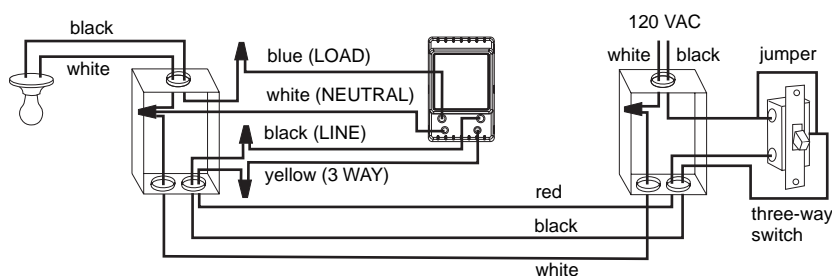 120 VAC
black
white
blue (LOAD)
white (NEUTRAL)
black (LINE)
yellow (3 WAY)
white
black
jumper
red
black
white
three-way
switch